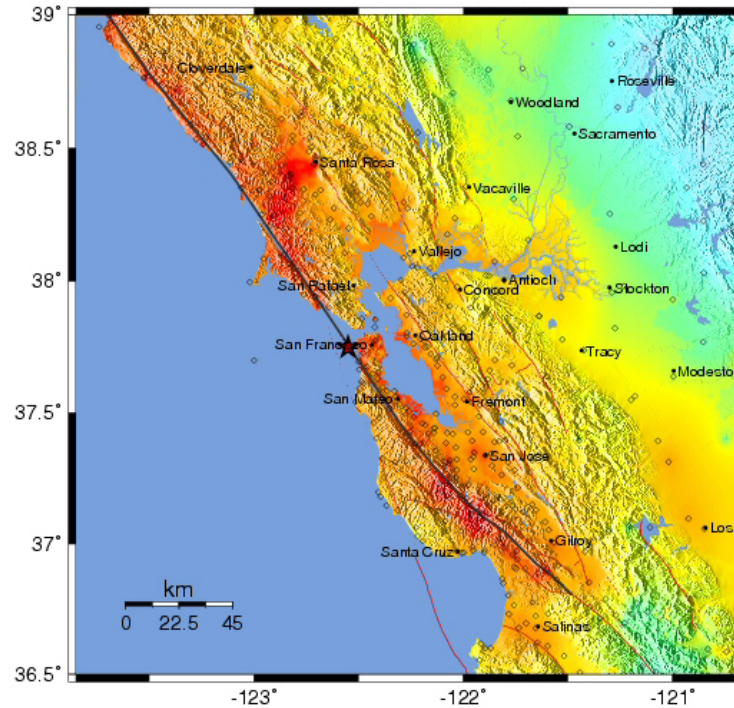 39°
38.5°
38°
37.5°
37°
36.5°
-123°
-122°
-121°
Cloverdale
Roseville
Woodland
Sacramento
Santa Rosa
Vacaville
Vallejo
Lodi
San Rafael
Concord
Antioch
Stockton
San Francisco
Oakland
Tracy
Modesto
San Mateo
Fremont
San Jose
Los
Gilroy
Santa Cruz
Salinas
km
0 22.5 45